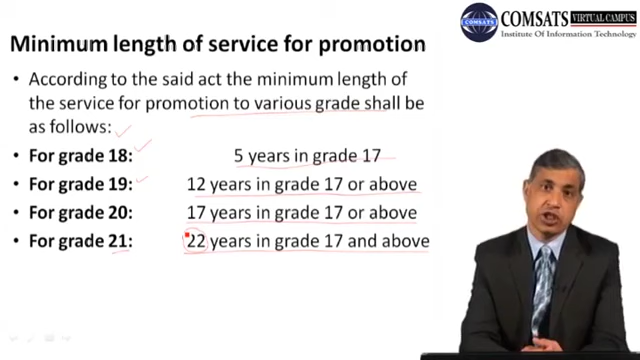 COMSATS VIRTUAL CAMPUS
Institute Of Information Technology
Minimum length of service for promotion
• According to the said act the minimum length of
the service for promotion to various grade shall be
as follows:
• For grade 18: 5 years in grade 17
• For grade 19: 12 years in grade 17 or above
• For grade 20: 17 years in grade 17 or above
• For grade 21: 22 years in grade 17 and above